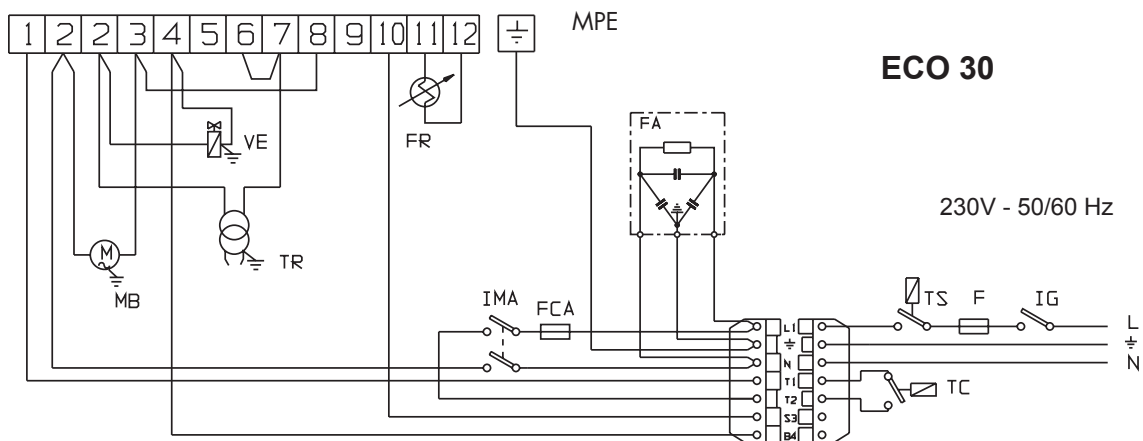 1 2 2 3 4 5 6 7 8 9 10 11 12
MPE
ECO 30
FA
VE
FR
230V - 50/60 Hz
TR
MB
IMA
FCA
TS F IG
L1
L
N
N
T1
TC
T2
S3
B4
M